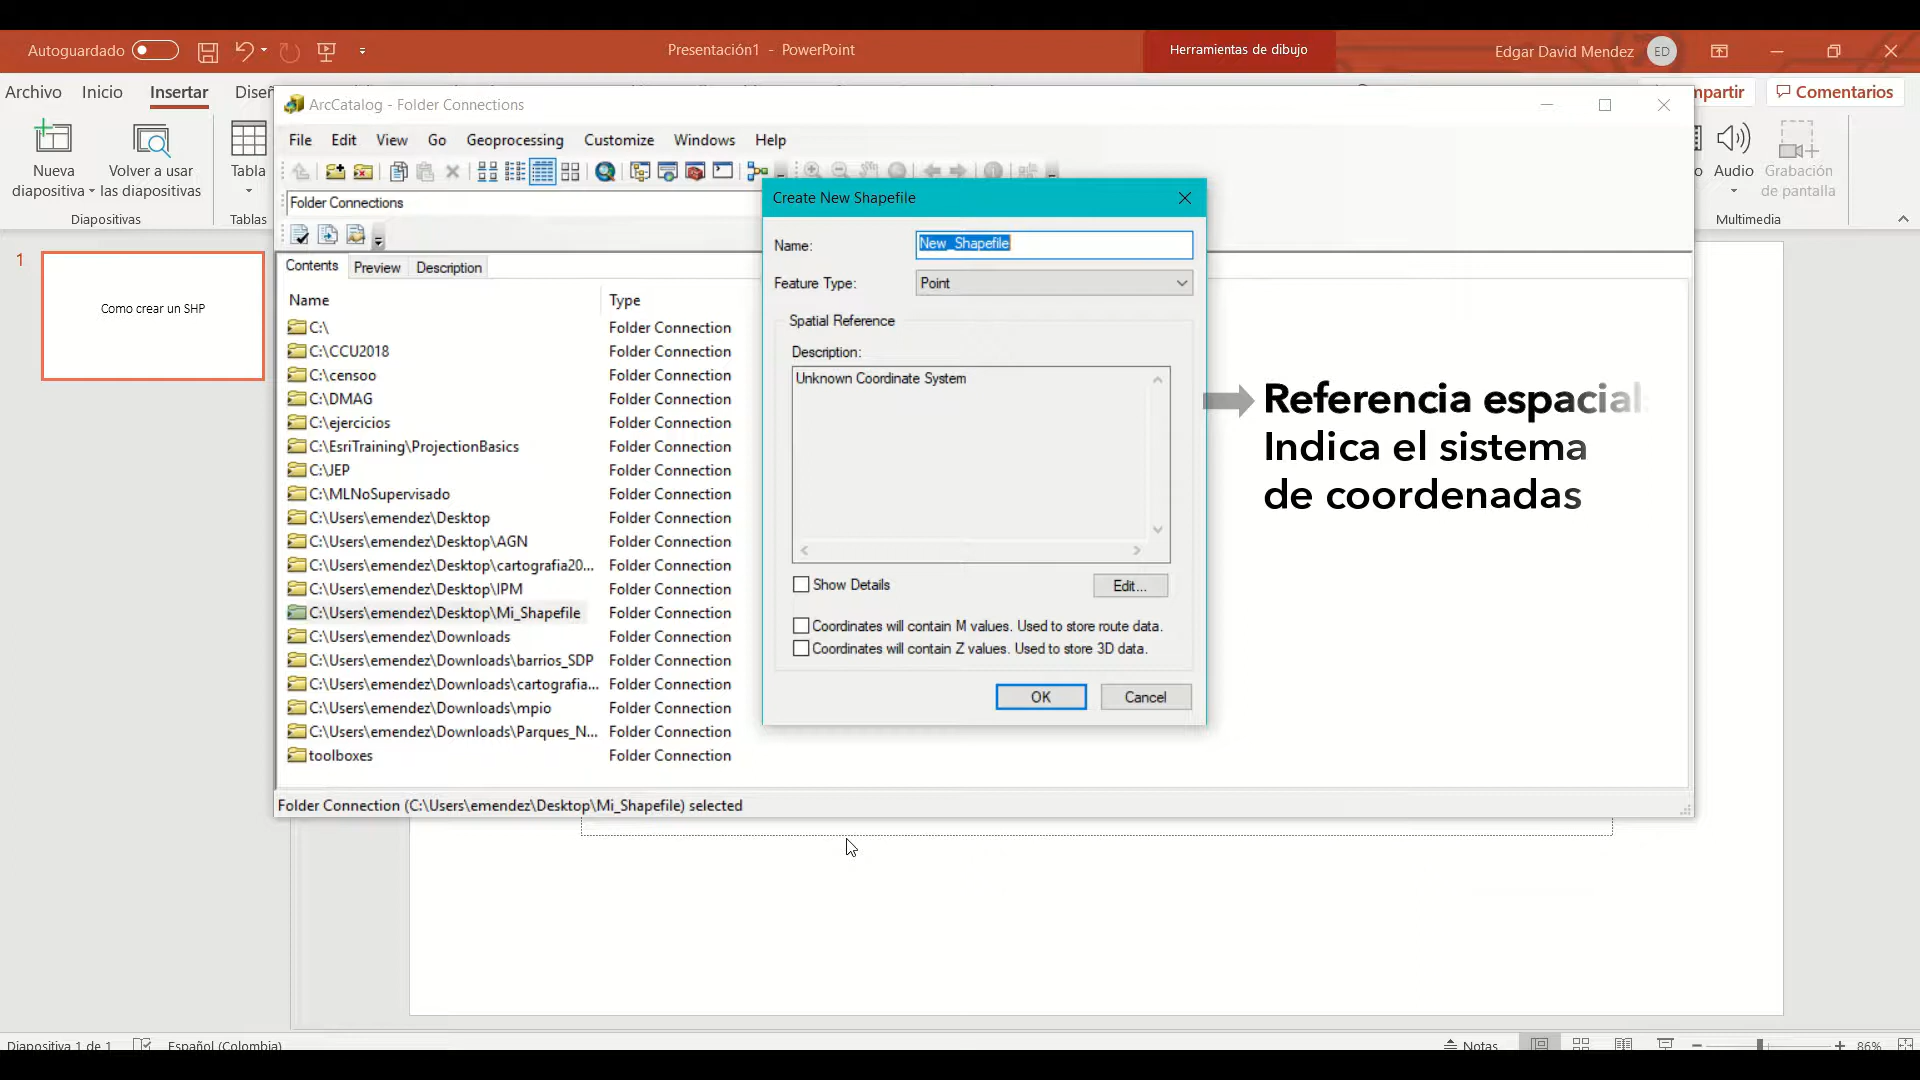 Autoguardado
Presentación1 - PowerPoint
Herramientas de dibujo
Edgar David Mendez
ED
Archivo
Inicio
Insertar
Diseñ
mpartir
Comentarios
Nueva
diapositiva
Volver a usar
las diapositivas
Tabla
Diapositivas
Tablas
o
Audio
Grabación
de pantalla
Multimedia
1
Como crear un SHP
ArcCatalog - Folder Connections
File
Edit
View
Go
Geoprocessing
Customize
Windows
Help
Folder Connections
Contents
Preview
Description
Name
Type
C:\
Folder Connection
C:\CCU2018
Folder Connection
C:\censoo
Folder Connection
C:\DMAG
Folder Connection
C:\ejercicios
Folder Connection
C:\EsriTraining\ProjectionBasics
Folder Connection
C:\JEP
Folder Connection
C:\MLNoSupervisado
Folder Connection
C:\Users\emendez\Desktop
Folder Connection
C:\Users\emendez\Desktop\AGN
Folder Connection
C:\Users\emendez\Desktop\cartografia20...
Folder Connection
C:\Users\emendez\Desktop\IPM
Folder Connection
C:\Users\emendez\Desktop\Mi_Shapefile
Folder Connection
C:\Users\emendez\Downloads
Folder Connection
C:\Users\emendez\Downloads\barrios_SDP
Folder Connection
C:\Users\emendez\Downloads\cartografia...
Folder Connection
C:\Users\emendez\Downloads\mpio
Folder Connection
C:\Users\emendez\Downloads\Parques_N...
Folder Connection
toolboxes
Folder Connection
Folder Connection (C:\Users\emendez\Desktop\Mi_Shapefile) selected
Create New Shapefile
Name:
New_Shapefile
Feature Type:
Point
Spatial Reference
Description:
Unknown Coordinate System
Show Details
Edit...
Coordinates will contain M values. Used to store route data.
Coordinates will contain Z values. Used to store 3D data.
OK
Cancel
Referencia espacial:
Indica el sistema
de coordenadas
Diapositiva 1 de 1
Español (Colombia)
Notas
86%